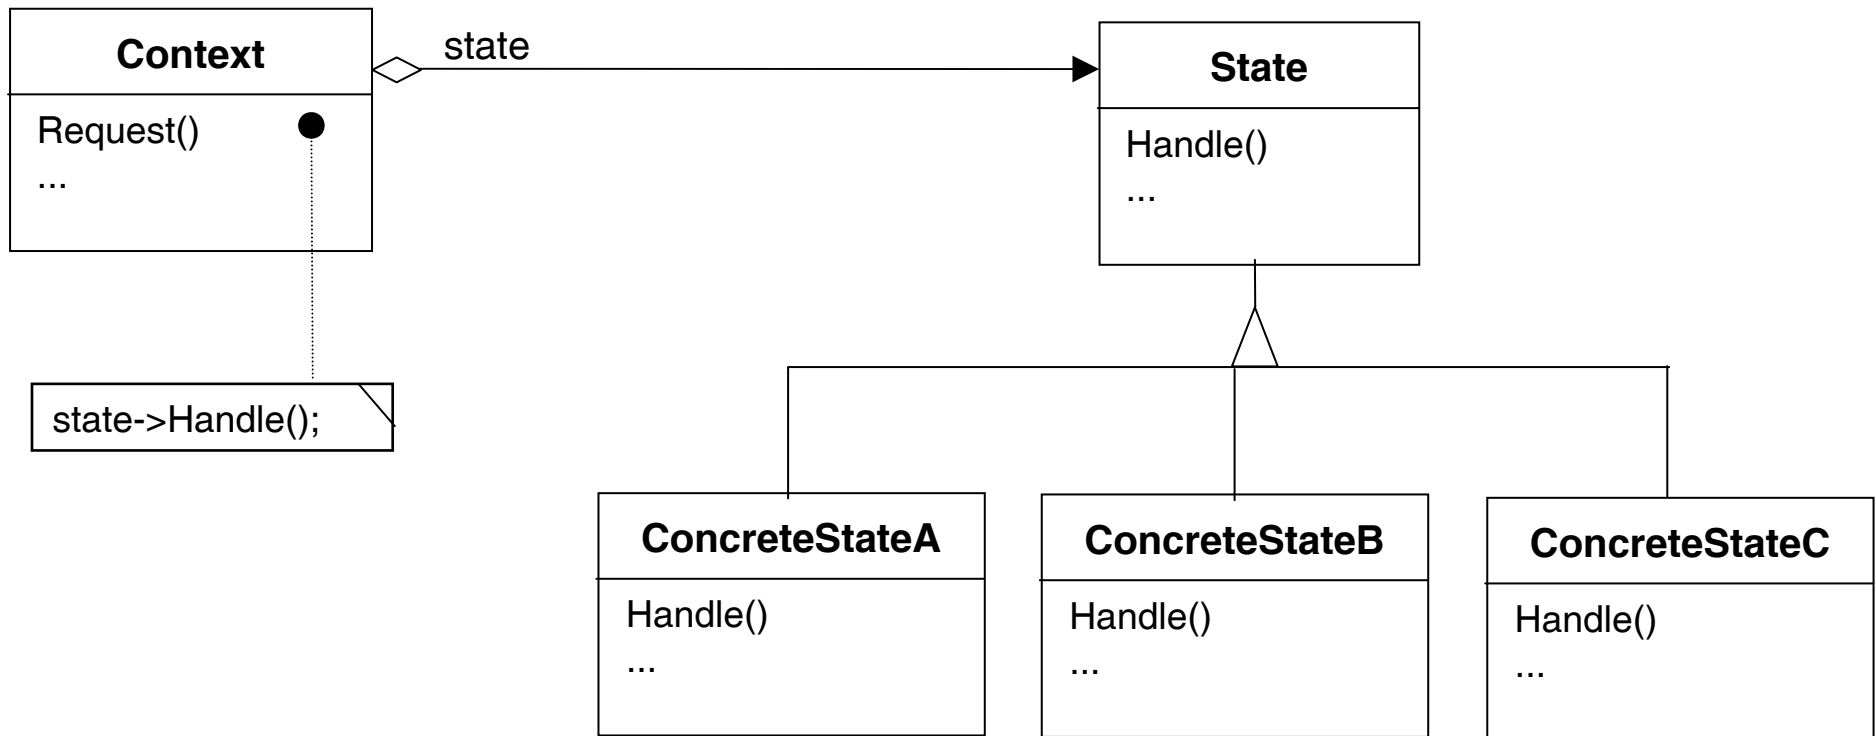 Context
Request()
...
state
State
Handle()
...
state->Handle();
ConcreteStateA
Handle()
...
ConcreteStateB
Handle()
...
ConcreteStateC
Handle()
...